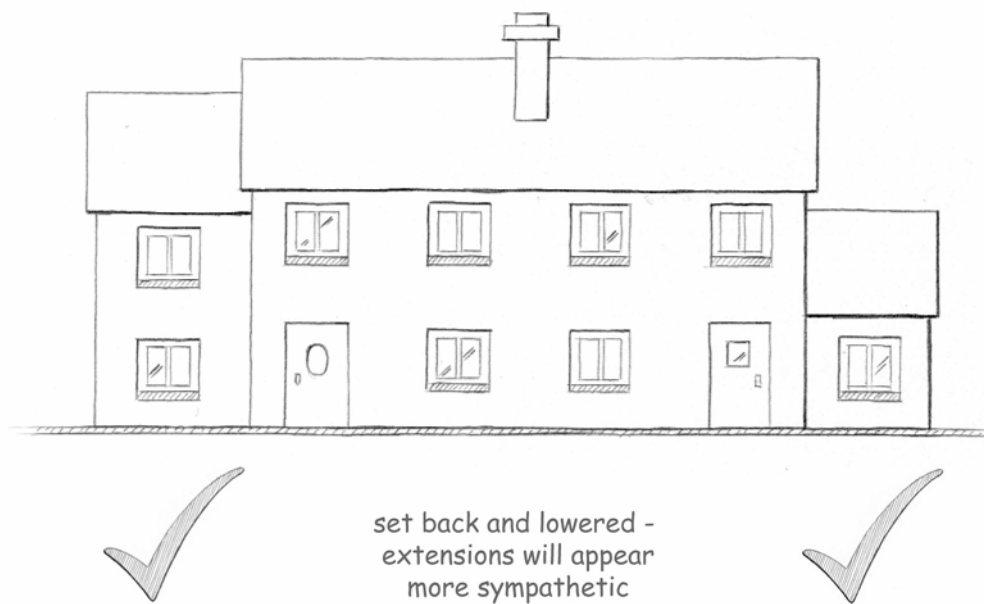 set back and lowered -
extensions will appear
more sympathetic